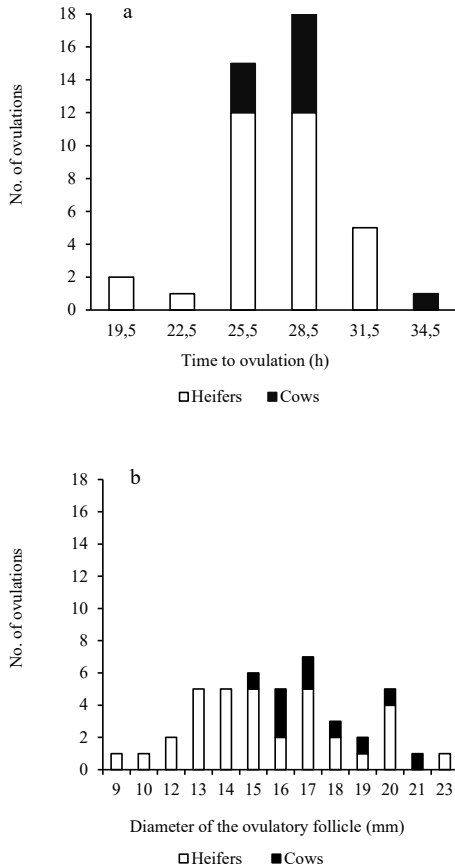 a
No. of ovulations
18
16
14
12
10
8
6
4
2
0
19,5 22,5 25,5 28,5 31,5 34,5
Time to ovulation (h)
Heifers Cows
b
No. of ovulations
18
16
14
12
10
8
6
4
2
0
9 10 12 13 14 15 16 17 18 19 20 21 23
Diameter of the ovulatory follicle (mm)
Heifers Cows